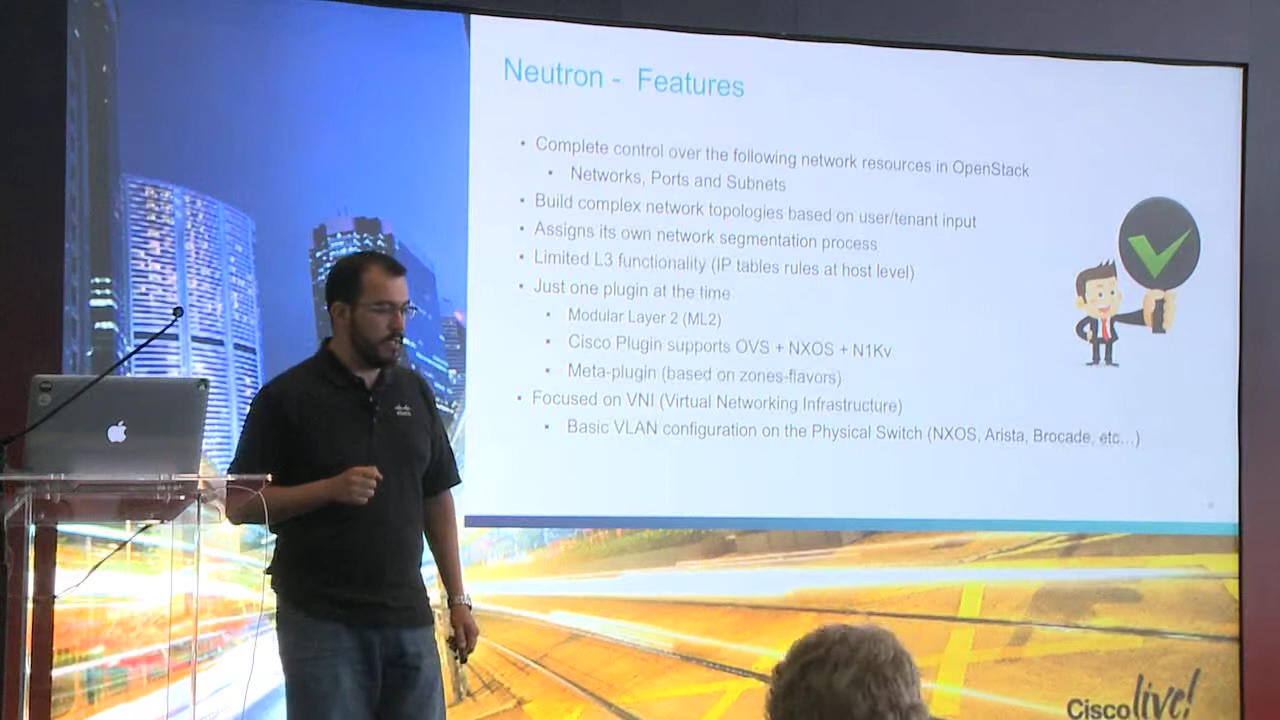 Neutron - Features
• Complete control over the following network resources in OpenStack
• Networks, Ports and Subnets
• Build complex network topologies based on user/tenant input
• Assigns its own network segmentation process
• Limited L3 functionality (IP tables rules at host level)
• Just one plugin at the time
• Modular Layer 2 (ML2)
• Cisco Plugin supports OVS + NXOS + N1Kv
• Meta-plugin (based on zones-flavors)
• Focused on VNI (Virtual Networking Infrastructure)
• Basic VLAN configuration on the Physical Switch (NXOS, Arista, Brocade, etc...)
Cisco live!